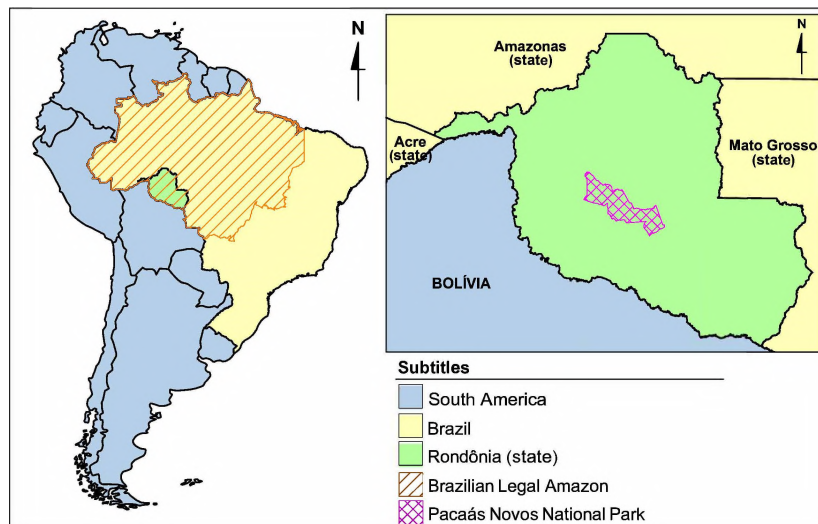 N
N
Amazonas
(state)
Acre
(state)
Mato Grosso
(state)
BOLÍVIA
Subtitles
South America
Brazil
Rondônia (state)
Brazilian Legal Amazon
Pacaás Novos National Park